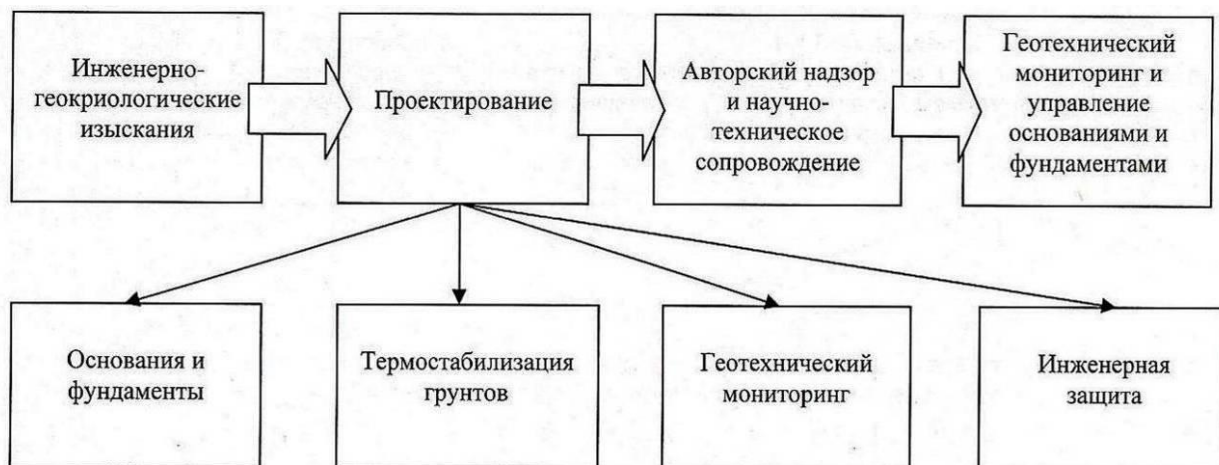 Инженерно-
геокриологические
изыскания
Проектирование
Авторский надзор
и научно-
техническое
сопровождение
Геотехнический
мониторинг и
управление
основаниями и
фундаментами
Основания и
фундаменты
Термостабилизация
грунтов
Геотехнический
мониторинг
Инженерная
защита